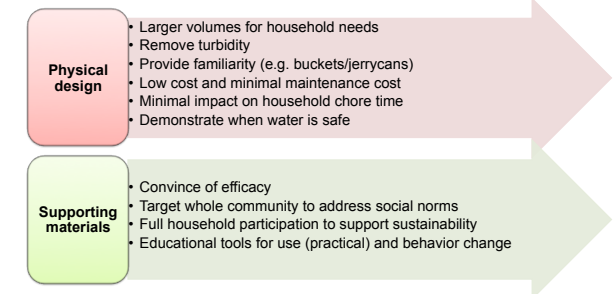 Physical
design
• Larger volumes for household needs
• Remove turbidity
• Provide familiarity (e.g. buckets/jerrycans)
• Low cost and minimal maintenance cost
• Minimal impact on household chore time
• Demonstrate when water is safe
Supporting
materials
• Convince of efficacy
• Target whole community to address social norms
• Full household participation to support sustainability
• Educational tools for use (practical) and behavior change